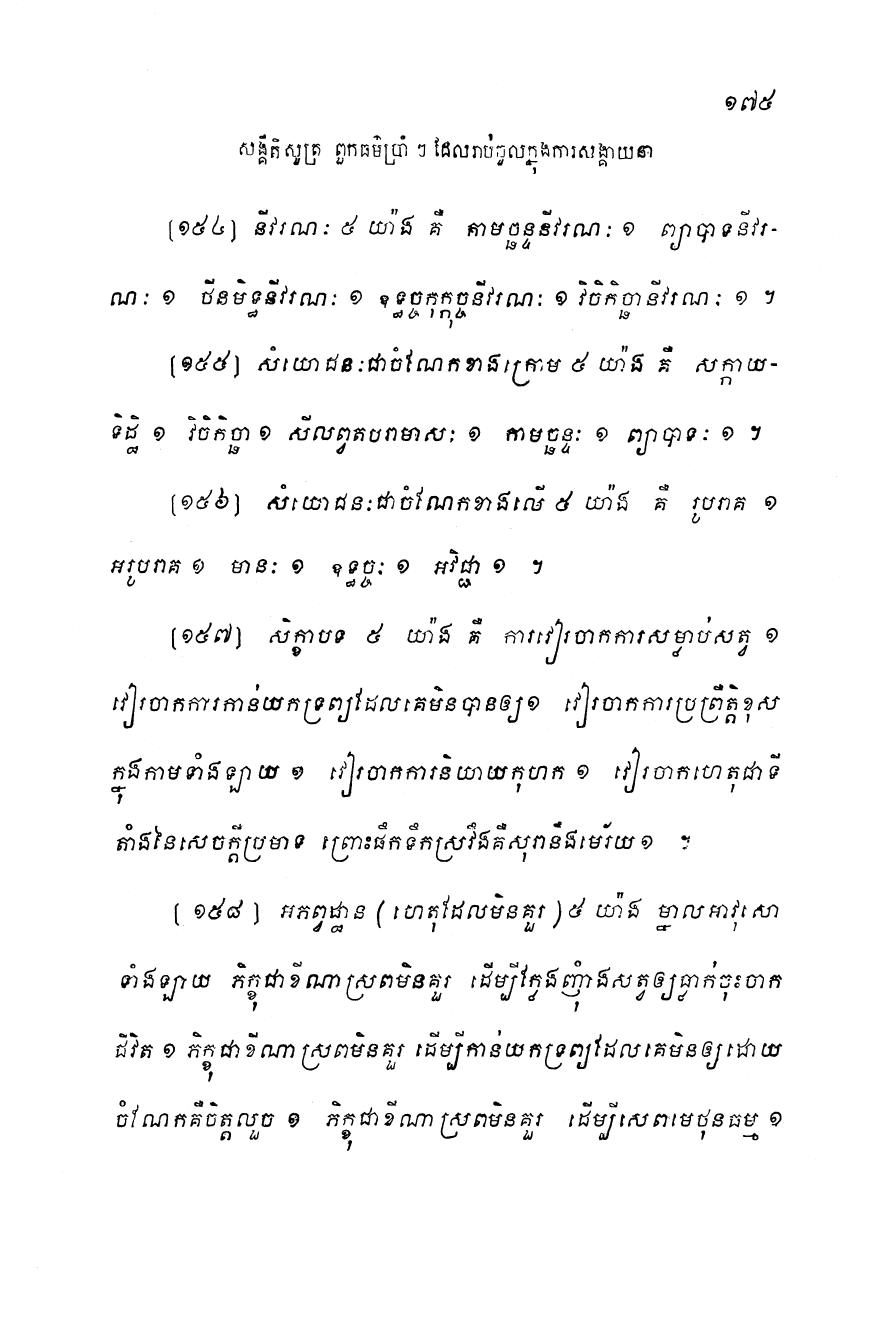 ១៧៥
សង្គីតិសូត្រ ពួកធម៌ប្រាំ ៗ ដែលរាប់ចូលក្នុងការសង្គាយនា
[១៥៤] នីវរណៈ ៥ យ៉ាង គឺ កាមច្ឆន្ទនីវរណៈ ១ ព្យាបាទនីវរ-
ណៈ ១ ថីនមិទ្ធនីវរណៈ ១ ឧទ្ធច្ចកុក្កុច្ចនីវរណៈ ១ វិចិកិច្ឆានីវរណៈ ១ ។
[១៥៥] សំយោជនៈជាចំណែកខាងក្រោម ៥ យ៉ាង គឺ សក្កាយ-
ទិដ្ឋិ ១ វិចិកិច្ឆា ១ សីលព្វតបរាមាសៈ ១ កាមច្ឆន្ទៈ ១ ព្យាបាទៈ ១ ។
[១៥៦] សំយោជនៈជាចំណែកខាងលើ ៥ យ៉ាង គឺ រូបរាគ ១
អរូបរាគ ១ មានៈ ១ ឧទ្ធច្ចៈ ១ អវិជ្ជា ១ ។
[១៥៧] សិក្ខាបទ ៥ យ៉ាង គឺ ការវៀរចាកការសម្លាប់សត្វ ១
វៀរចាកការកាន់យកទ្រព្យដែលគេមិនបានឲ្យ១ វៀរចាកការប្រព្រឹត្តិខុស
ក្នុងកាមទាំងឡាយ ១ វៀរចាកការនិយាយកុហក ១ វៀរចាកហេតុជាទី
តាំងនៃសេចក្តីប្រមាទ ព្រោះផឹកទឹកស្រវឹងគឺសុរានឹងមេរ័យ ១ ។
[ ១៥៨ ] អភព្វដ្ឋាន (ហេតុដែលមិនគួរ) ៥ យ៉ាង ម្នាលអាវុសោ
ទាំងឡាយ ភិក្ខុជាខីណាស្រពមិនគួរ ដើម្បីក្លែងញ៉ាំងសត្វឲ្យធ្លាក់ចុះចាក
ជីវិត ១ ភិក្ខុជាខីណាស្រពមិនគួរ ដើម្បីកាន់យកទ្រព្យដែលគេមិនឲ្យដោយ
ចំណែកគឺចិត្តលួច ១ ភិក្ខុជាខីណាស្រពមិនគួរ ដើម្បីសេពមេថុនធម្ម ១